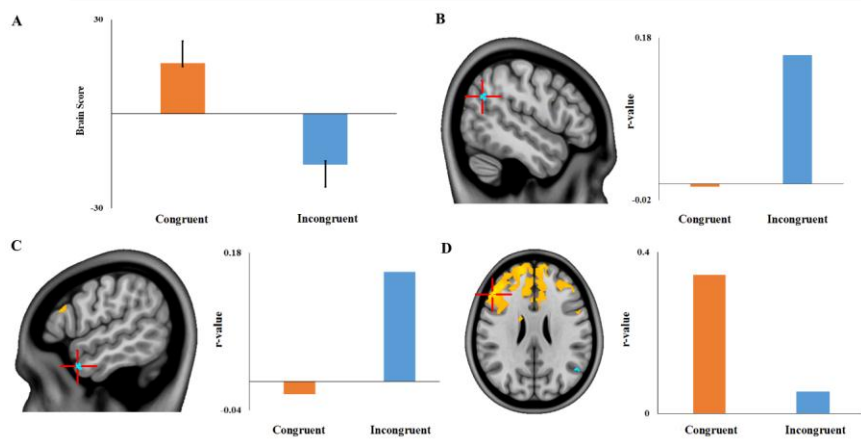 A
30
Brain Score
-30
Congruent
Incongruent
B
0.18
r-value
-0.02
Congruent
Incongruent
C
0.18
r-value
-0.04
Congruent
Incongruent
D
0.4
r-value
0
Congruent
Incongruent